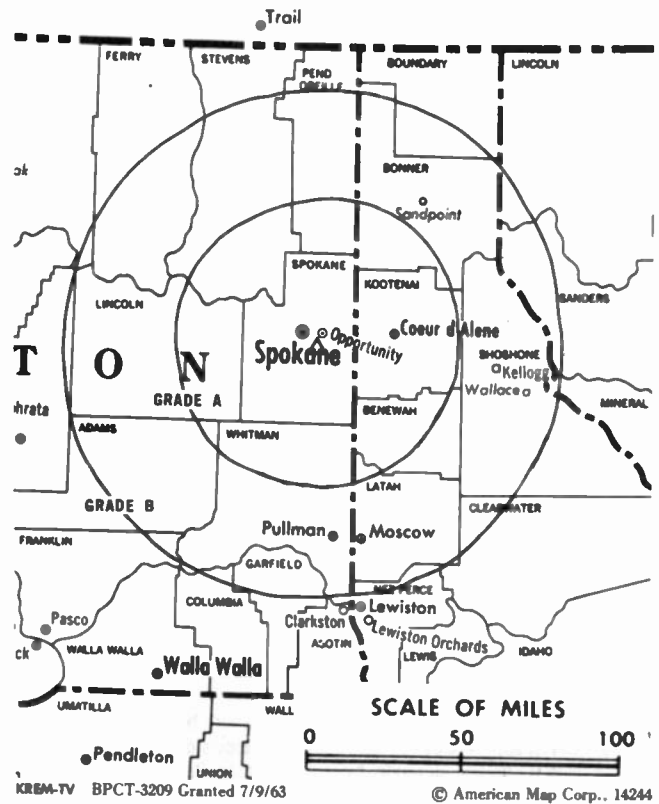 Trail
FERRY
STEVENS
PEND
OREILLE
BOUNDARY
LINCOLN
BONNER
ak
Sandpoint
SPOKANE
KOOTENAI
SANDERS
LINCOLN
Spokane
Opportunity
Coeur d'Alene
T O N
SHOSHONE
Kellogg
Wallace
MINERAL
GRADE A
BENEWAH
phrata
ADAMS
WHITMAN
LATAH
GRADE B
CLEARWATER
Pullman
Moscow
FRANKLIN
GARFIELD
NEZ PERCE
COLUMBIA
Clarkston
Lewiston
Lewiston Orchards
ASOTIN
LEWIS
IDAHO
Pasco
ck
WALLA WALLA
Walla Walla
UMATILLA
WALL
SCALE OF MILES
0 50 100
Pendleton
UNION
KREM-TV BPCT-3209 Granted 7/9/63
© American Map Corp., 14244